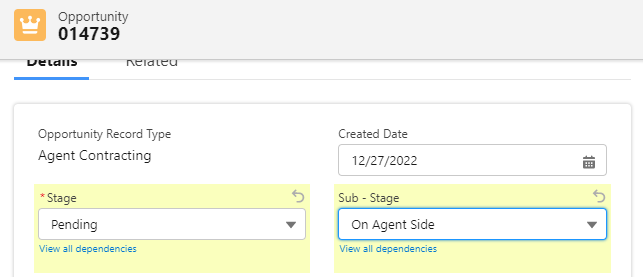 Opportunity
014739
Details Related
Opportunity Record Type Created Date
Agent Contracting 12/27/2022
*Stage Sub - Stage
Pending On Agent Side
View all dependencies View all dependencies